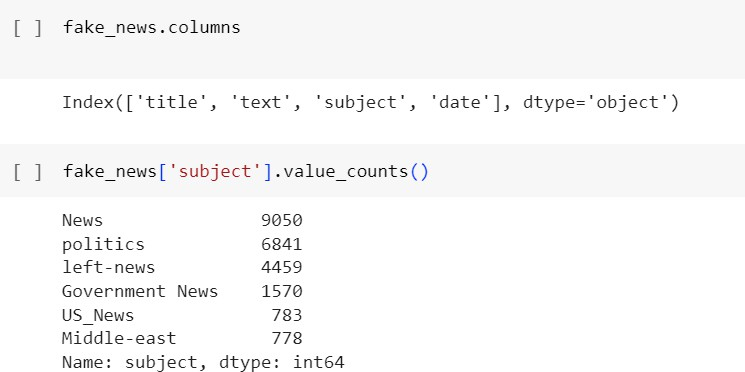 [ ] fake_news.columns
Index(['title', 'text', 'subject', 'date'], dtype='object')
[ ] fake_news['subject'].value_counts()
News 9050
politics 6841
left-news 4459
Government News 1570
US_News 783
Middle-east 778
Name: subject, dtype: int64